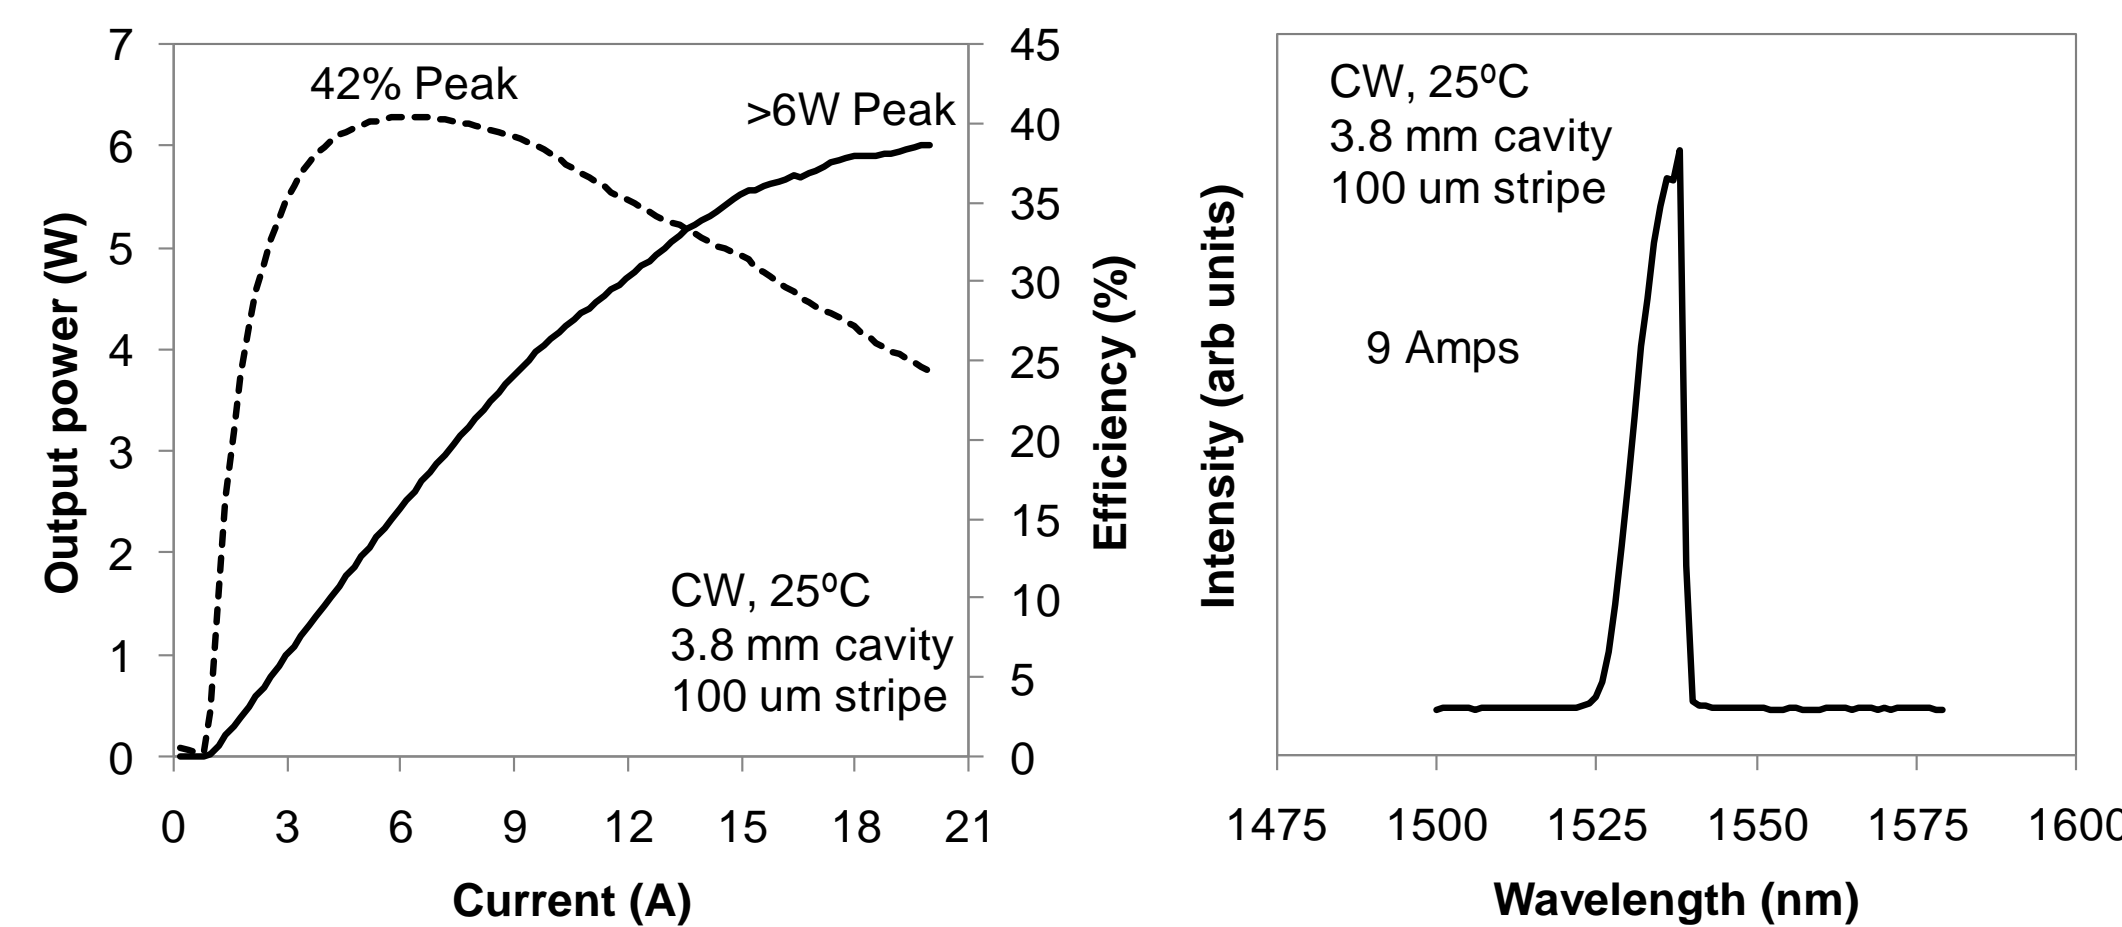 7
6
5
4
3
2
1
0
Output power (W)
42% Peak
>6W Peak
CW, 25ºC
3.8 mm cavity
100 um stripe
45
40
35
30
25
20
15
10
5
0
Efficiency (%)
0 3 6 9 12 15 18 21
Current (A)
Intensity (arb units)
CW, 25ºC
3.8 mm cavity
100 um stripe
9 Amps
1475 1500 1525 1550 1575 1600
Wavelength (nm)